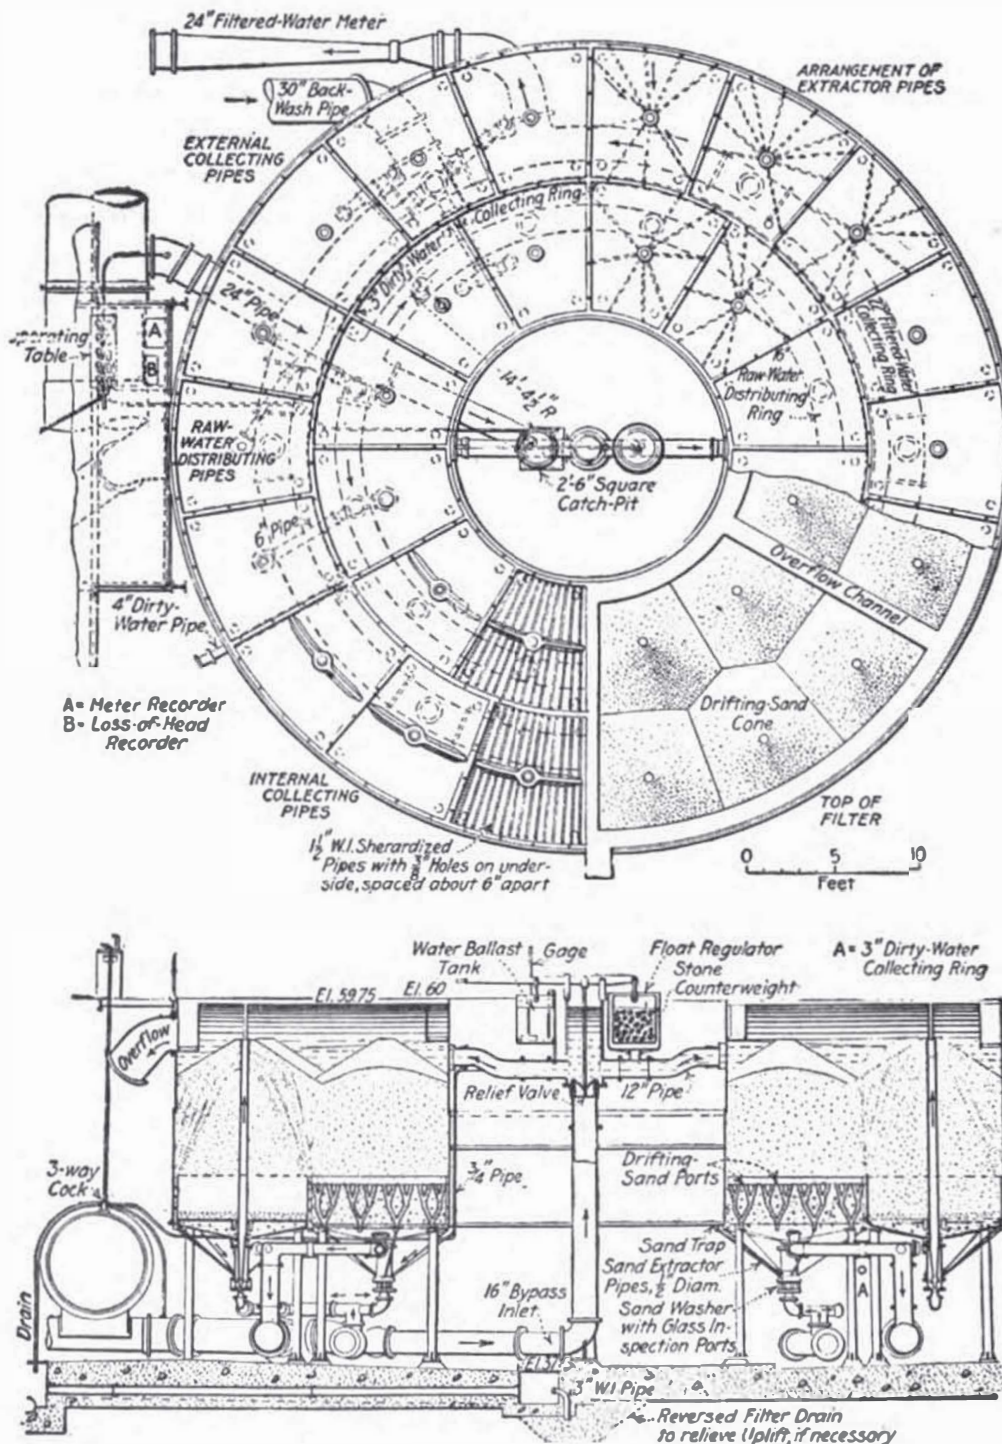 24" Filtered-Water Meter
30" Back-
Wash Pipe
ARRANGEMENT OF
EXTRACTOR PIPES
EXTERNAL
COLLECTING
PIPES
3" Dirty-Water
Collecting Ring
24" Pipe
22" Filtered-Water
Collecting Ring
Table
A
B
14'-4½" R
16"
Raw-Water
Distributing
Ring
RAW-
WATER
DISTRIBUTING
PIPES
2'-6" Square
Catch-Pit
6" Pipe
Overflow Channel
4" Dirty-
Water Pipe
A = Meter Recorder
B = Loss-of-Head
Recorder
Drifting-Sand
Cone
INTERNAL
COLLECTING
PIPES
TOP OF
FILTER
1½" W.I. Sherardized
Pipes with ⅜" Holes on under-
side, spaced about 6" apart
0 5 10
Feet
Water Ballast
Tank
Gage
Float Regulator
Stone
Counterweight
A = 3" Dirty-Water
Collecting Ring
El. 59.75
El. 60
Overflow
Relief Valve
12" Pipe
3-way
Cock
¾" Pipe
Drifting-
Sand Ports
Sand Trap
Sand Extractor
Pipes, ½" Diam.
Sand Washer
with Glass In-
spection Ports
A
16" Bypass
Inlet
Drain
3" W.I. Pipe
Reversed Filter Drain
to relieve Uplift, if necessary